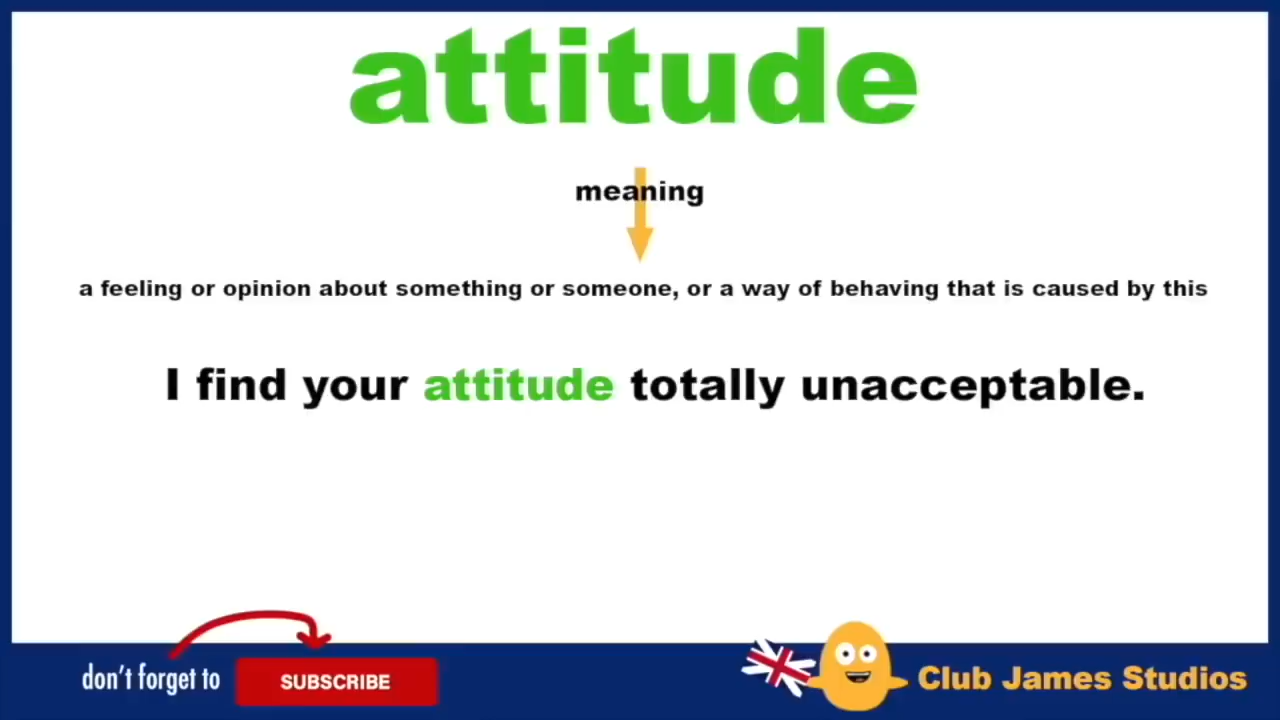 attitude
meaning
a feeling or opinion about something or someone, or a way of behaving that is caused by this
I find your attitude totally unacceptable.
don't forget to SUBSCRIBE
Club James Studios